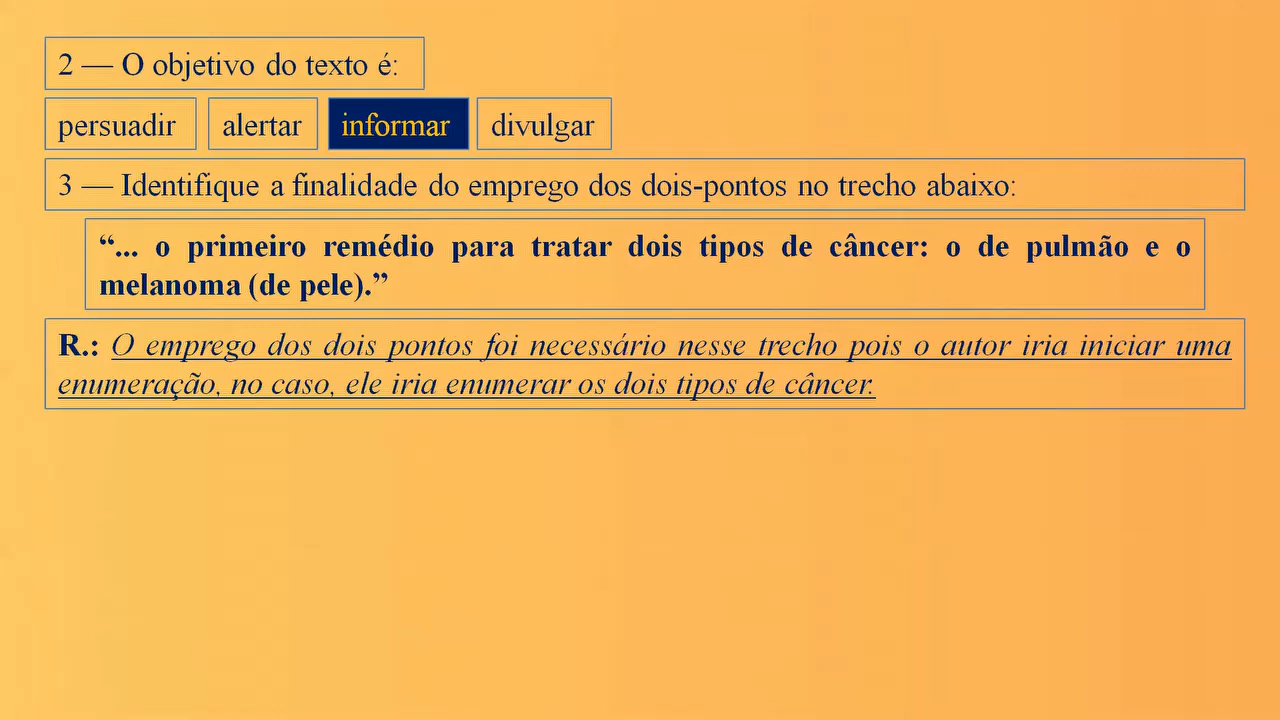 2 — O objetivo do texto é:
persuadir alertar informar divulgar
3 — Identifique a finalidade do emprego dos dois-pontos no trecho abaixo:
“... o primeiro remédio para tratar dois tipos de câncer: o de pulmão e o
melanoma (de pele).”
R.: O emprego dos dois pontos foi necessário nesse trecho pois o autor iria iniciar uma
enumeração, no caso, ele iria enumerar os dois tipos de câncer.